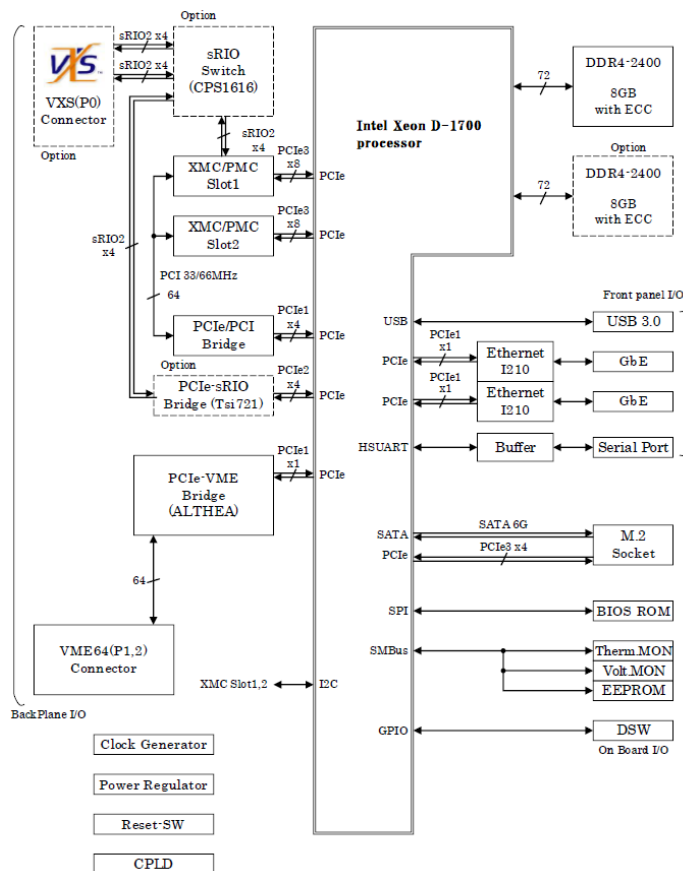 Option
VXS™
VXS(P0)
Connector
Option
sRIO2 x4
sRIO2 x4
sRIO
Switch
(CPS1616)
sRIO2
x4
XMC/PMC
Slot1
PCIe3
x8
PCIe
XMC/PMC
Slot2
PCIe3
x8
PCIe
sRIO2
x4
PCI 33/66MHz
64
PCIe/PCI
Bridge
PCIe1
x4
PCIe
Option
PCIe-sRIO
Bridge (Tsi721)
PCIe2
x4
PCIe
PCIe-VME
Bridge
(ALTHEA)
PCIe1
x1
PCIe
64
VME64(P1,2)
Connector
XMC Slot1,2
I2C
BackPlane I/O
Clock Generator
Power Regulator
Reset-SW
CPLD
Intel Xeon D-1700
processor
72
DDR4-2400
8GB
with ECC
Option
72
DDR4-2400
8GB
with ECC
Front panel I/O
USB
USB 3.0
PCIe
PCIe1
x1
Ethernet
I210
GbE
PCIe
PCIe1
x1
Ethernet
I210
GbE
HSUART
Buffer
Serial Port
SATA
SATA 6G
PCIe
PCIe3 x4
M.2
Socket
SPI
BIOS ROM
SMBus
Therm.MON
Volt.MON
EEPROM
GPIO
DSW
On Board I/O